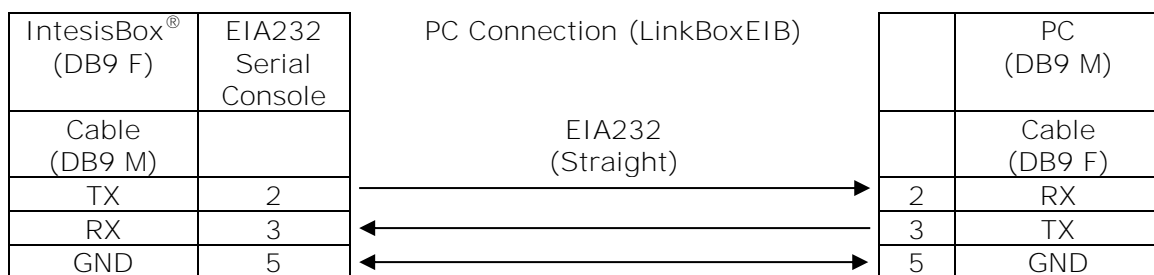 IntesisBox® EIA232 PC Connection (LinkBoxEIB) PC
(DB9 F) Serial (DB9 M)
Console
Cable EIA232 Cable
(DB9 M) (Straight) (DB9 F)
TX 2 2 RX
RX 3 3 TX
GND 5 5 GND